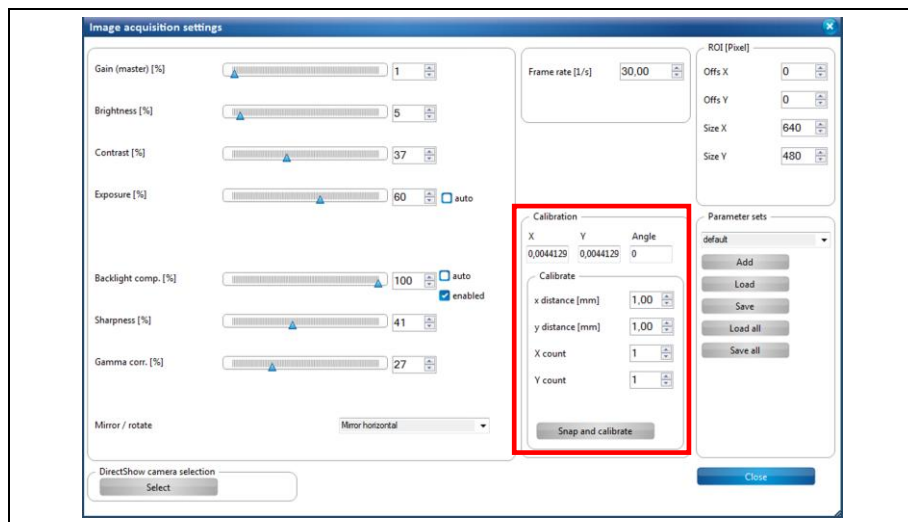 Image acquisition settings
Gain (master) [%] 1
Brightness [%] 5
Contrast [%] 37
Exposure [%] 60 auto
Backlight comp. [%] 100 auto
enabled
Sharpness [%] 41
Gamma corr. [%] 27
Mirror / rotate Mirror horizontal
DirectShow camera selection
Select
Frame rate [1/s] 30,00
Calibration
X Y Angle
0,0044129 0,0044129 0
Calibrate
x distance [mm] 1,00
y distance [mm] 1,00
X count 1
Y count 1
Snap and calibrate
ROI [Pixel]
Offs X 0
Offs Y 0
Size X 640
Size Y 480
Parameter sets
default
Add
Load
Save
Load all
Save all
Close